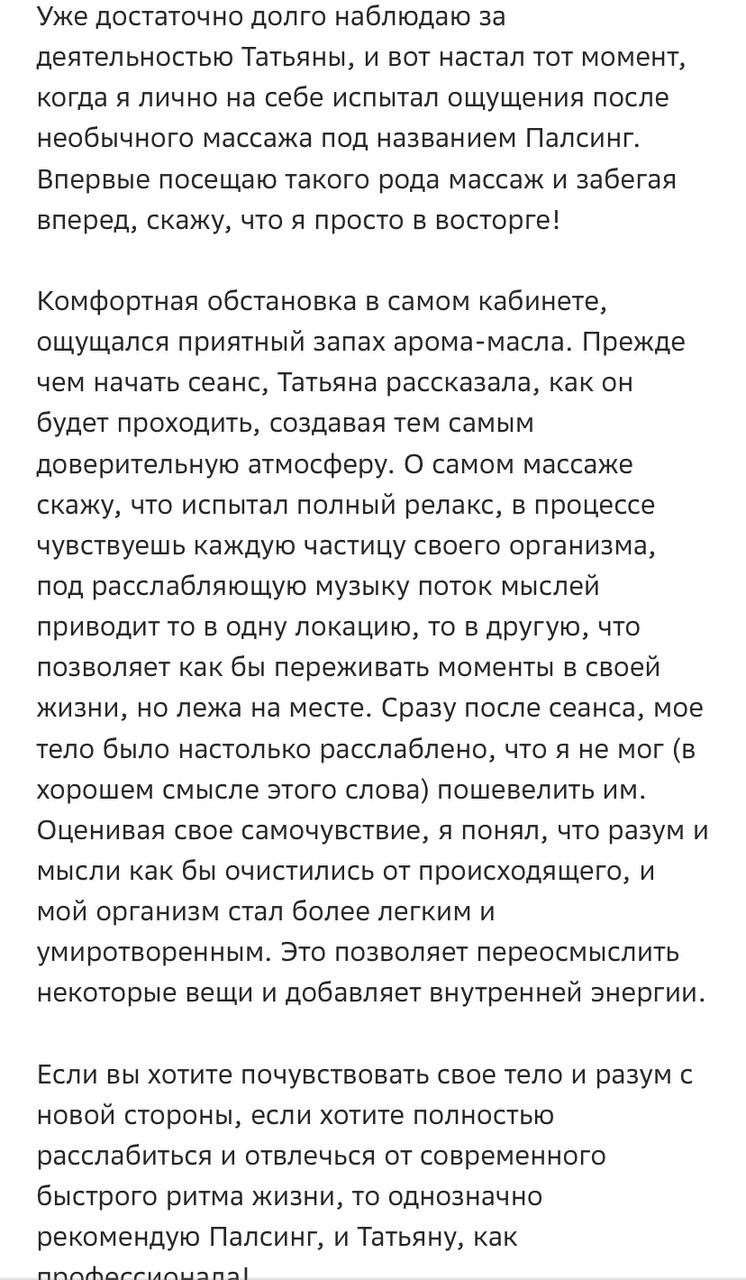 Уже достаточно долго наблюдаю за
деятельностью Татьяны, и вот настал тот момент,
когда я лично на себе испытал ощущения после
необычного массажа под названием Палсинг.
Впервые посещаю такого рода массаж и забегая
вперед, скажу, что я просто в восторге!
Комфортная обстановка в самом кабинете,
ощущался приятный запах арома-масла. Прежде
чем начать сеанс, Татьяна рассказала, как он
будет проходить, создавая тем самым
доверительную атмосферу. О самом массаже
скажу, что испытал полный релакс, в процессе
чувствуешь каждую частицу своего организма,
под расслабляющую музыку поток мыслей
приводит то в одну локацию, то в другую, что
позволяет как бы переживать моменты в своей
жизни, но лежа на месте. Сразу после сеанса, мое
тело было настолько расслаблено, что я не мог (в
хорошем смысле этого слова) пошевелить им.
Оценивая свое самочувствие, я понял, что разум и
мысли как бы очистились от происходящего, и
мой организм стал более легким и
умиротворенным. Это позволяет переосмыслить
некоторые вещи и добавляет внутренней энергии.
Если вы хотите почувствовать свое тело и разум с
новой стороны, если хотите полностью
расслабиться и отвлечься от современного
быстрого ритма жизни, то однозначно
рекомендую Палсинг, и Татьяну, как
профессионала!